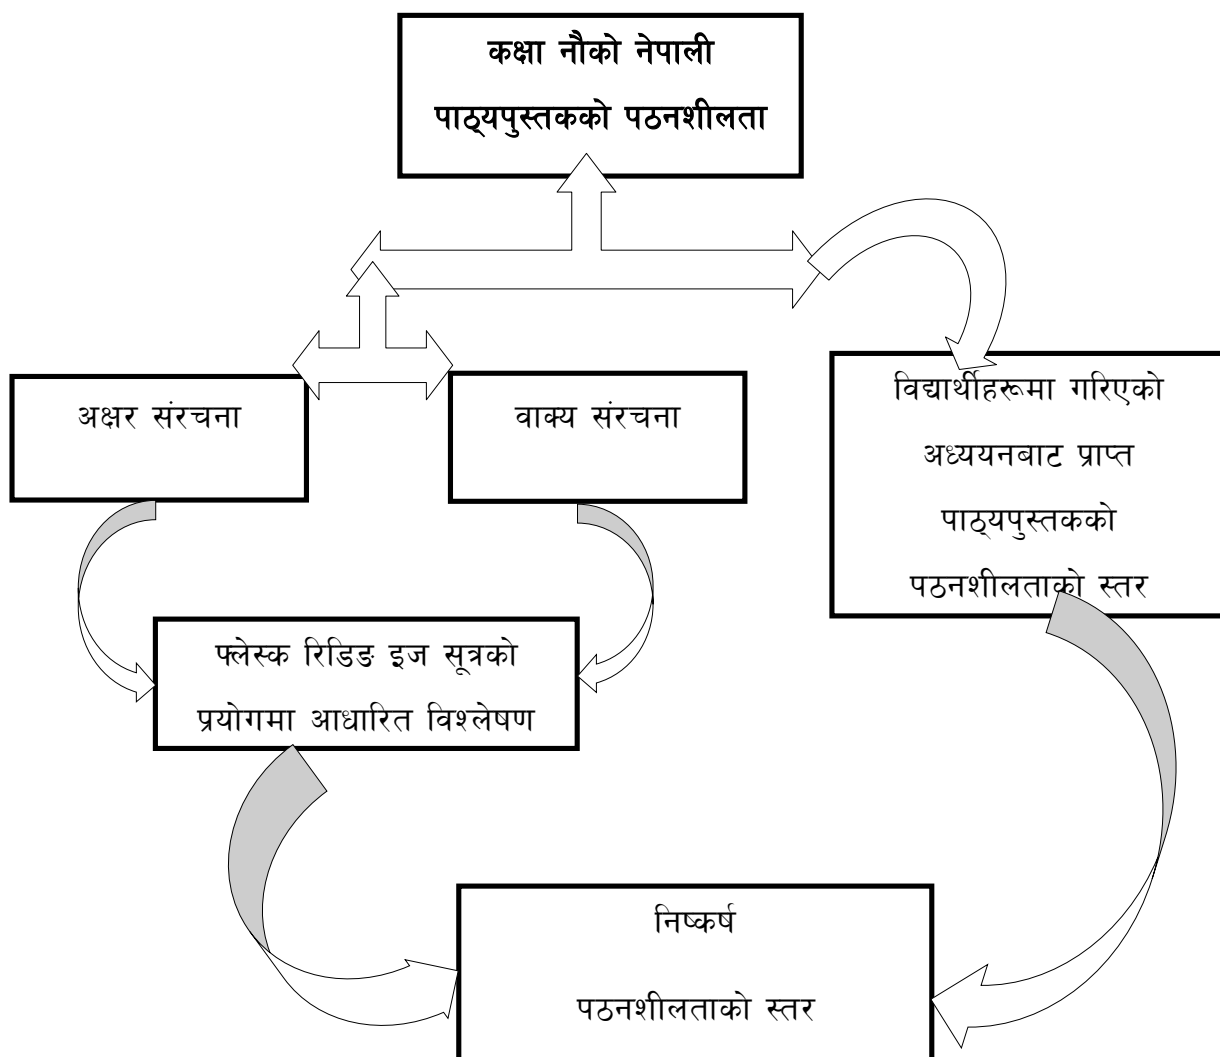 कक्षा नौको नेपाली
पाठ्यपुस्तकको पठनशीलता
अक्षर संरचना
वाक्य संरचना
विद्यार्थीहरूमा गरिएको
अध्ययनबाट प्राप्त
पाठ्यपुस्तकको
पठनशीलताको स्तर
फ्लेस्क रिडिङ इज सूत्रको
प्रयोगमा आधारित विश्लेषण
निष्कर्ष
पठनशीलताको स्तर